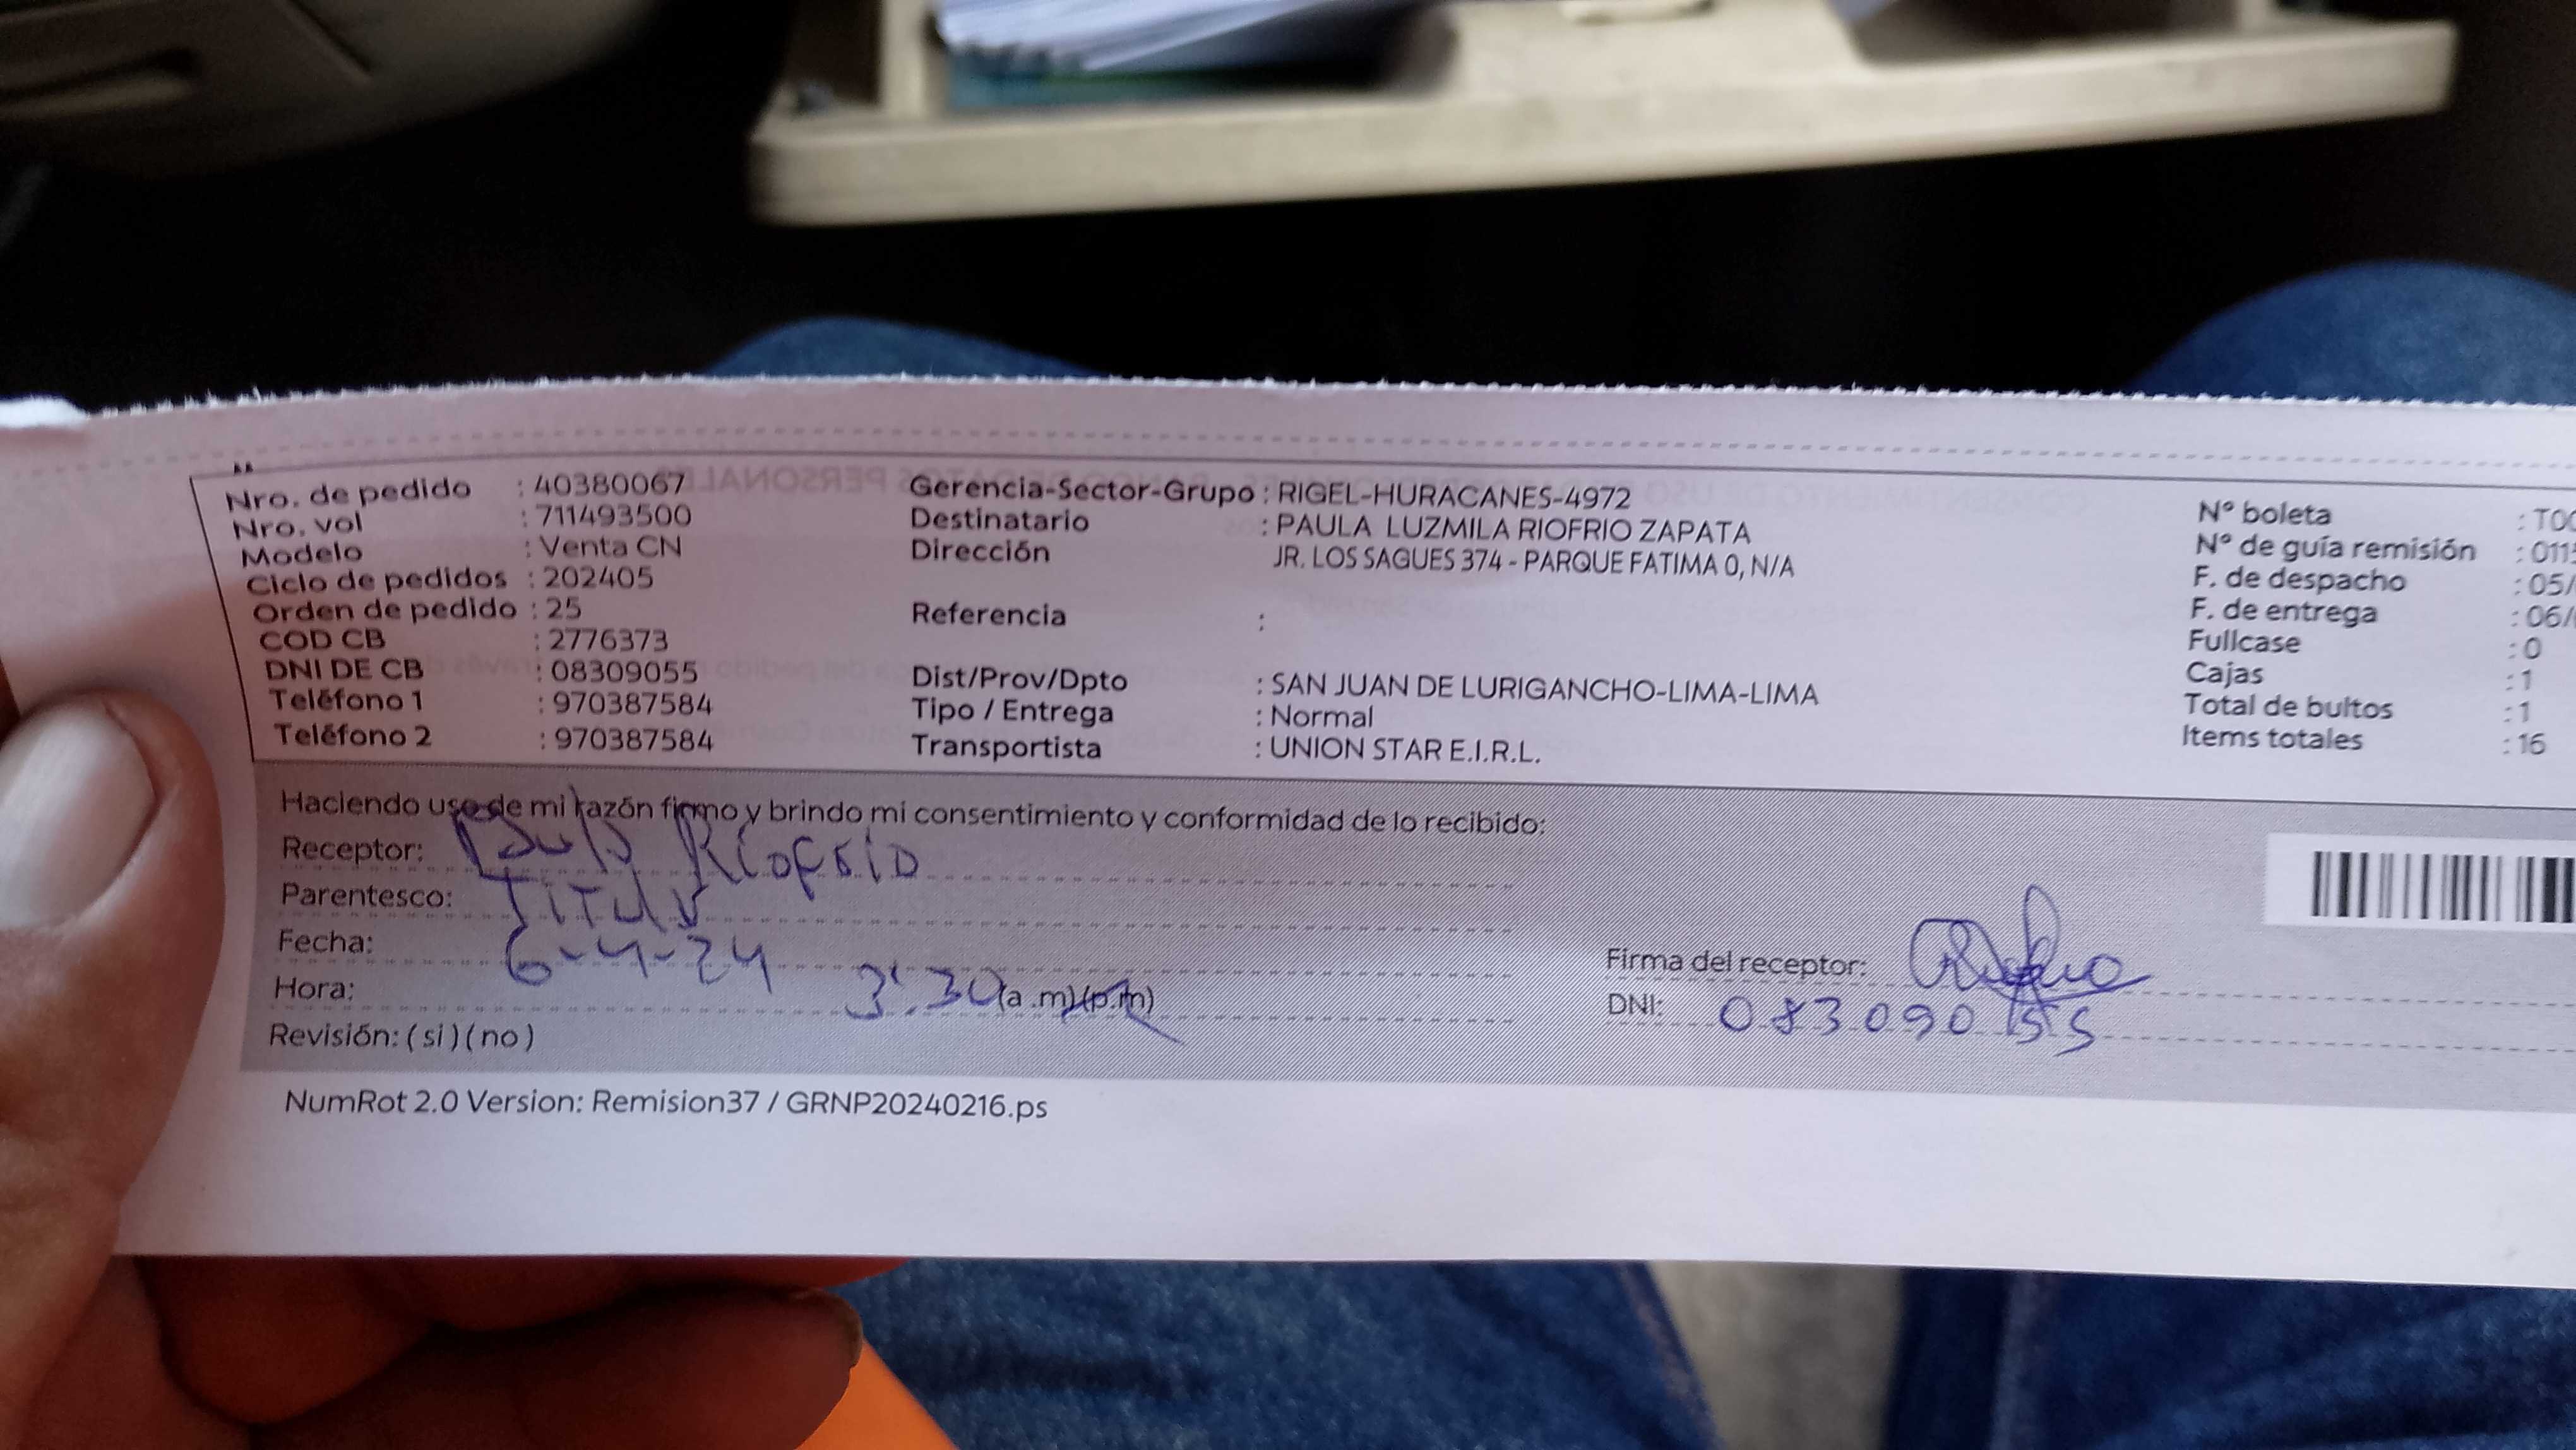 Nro. de pedido : 40380067
Nro. vol : 711493500
Modelo : Venta CN
Ciclo de pedidos : 202405
Orden de pedido : 25
COD CB : 2776373
DNI DE CB : 08309055
Teléfono 1 : 970387584
Teléfono 2 : 970387584
Gerencia-Sector-Grupo : RIGEL-HURACANES-4972
Destinatario : PAULA LUZMILA RIOFRIO ZAPATA
Dirección JR. LOS SAGUES 374 - PARQUE FATIMA 0, N/A
Referencia :
Dist/Prov/Dpto : SAN JUAN DE LURIGANCHO-LIMA-LIMA
Tipo / Entrega : Normal
Transportista : UNION STAR E.I.R.L.
N° boleta : T00
N° de guía remisión : 011
F. de despacho : 05/
F. de entrega : 06/
Fullcase : 0
Cajas : 1
Total de bultos : 1
Items totales : 16
Haciendo uso de mi razón firmo y brindo mi consentimiento y conformidad de lo recibido:
Receptor: Paula Riofrio
Parentesco:
Fecha: 6-4-24
Hora: 3:30 (a .m) (p.m)
Revisión: ( si ) ( no )
Firma del receptor:
DNI: 08309055
NumRot 2.0 Version: Remision37 / GRNP20240216.ps